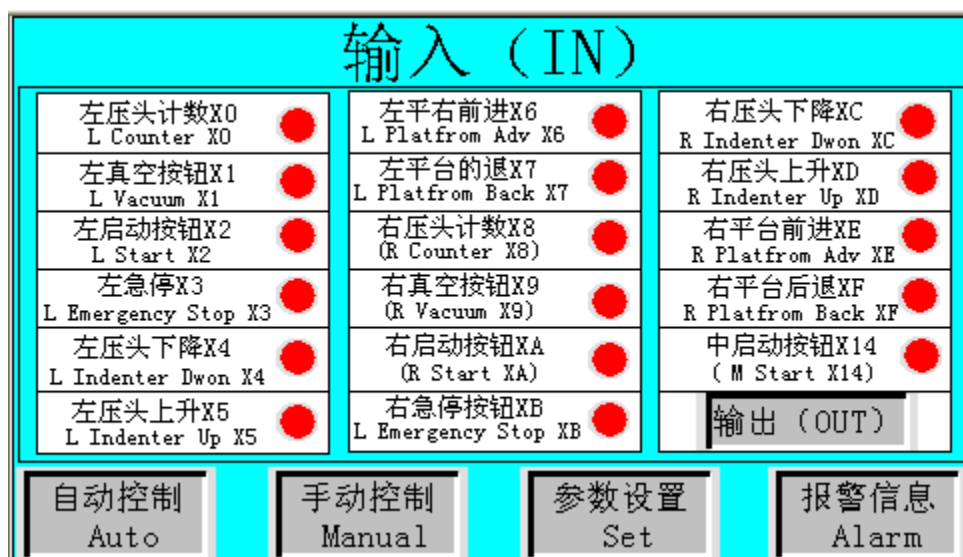 输入（IN）
左压头计数X0
L Counter X0
左真空按钮X1
L Vacuum X1
左启动按钮X2
L Start X2
左急停X3
L Emergency Stop X3
左压头下降X4
L Indenter Dwon X4
左压头上升X5
L Indenter Up X5
左平右前进X6
L Platfrom Adv X6
左平台的退X7
L Platfrom Back X7
右压头计数X8
(R Counter X8)
右真空按钮X9
(R Vacuum X9)
右启动按钮XA
(R Start XA)
右急停按钮XB
L Emergency Stop XB
右压头下降XC
R Indenter Dwon XC
右压头上升XD
R Indenter Up XD
右平台前进XE
R Platfrom Adv XE
右平台后退XF
R Platfrom Back XF
中启动按钮X14
( M Start X14)
输出（OUT）
自动控制
Auto
手动控制
Manual
参数设置
Set
报警信息
Alarm